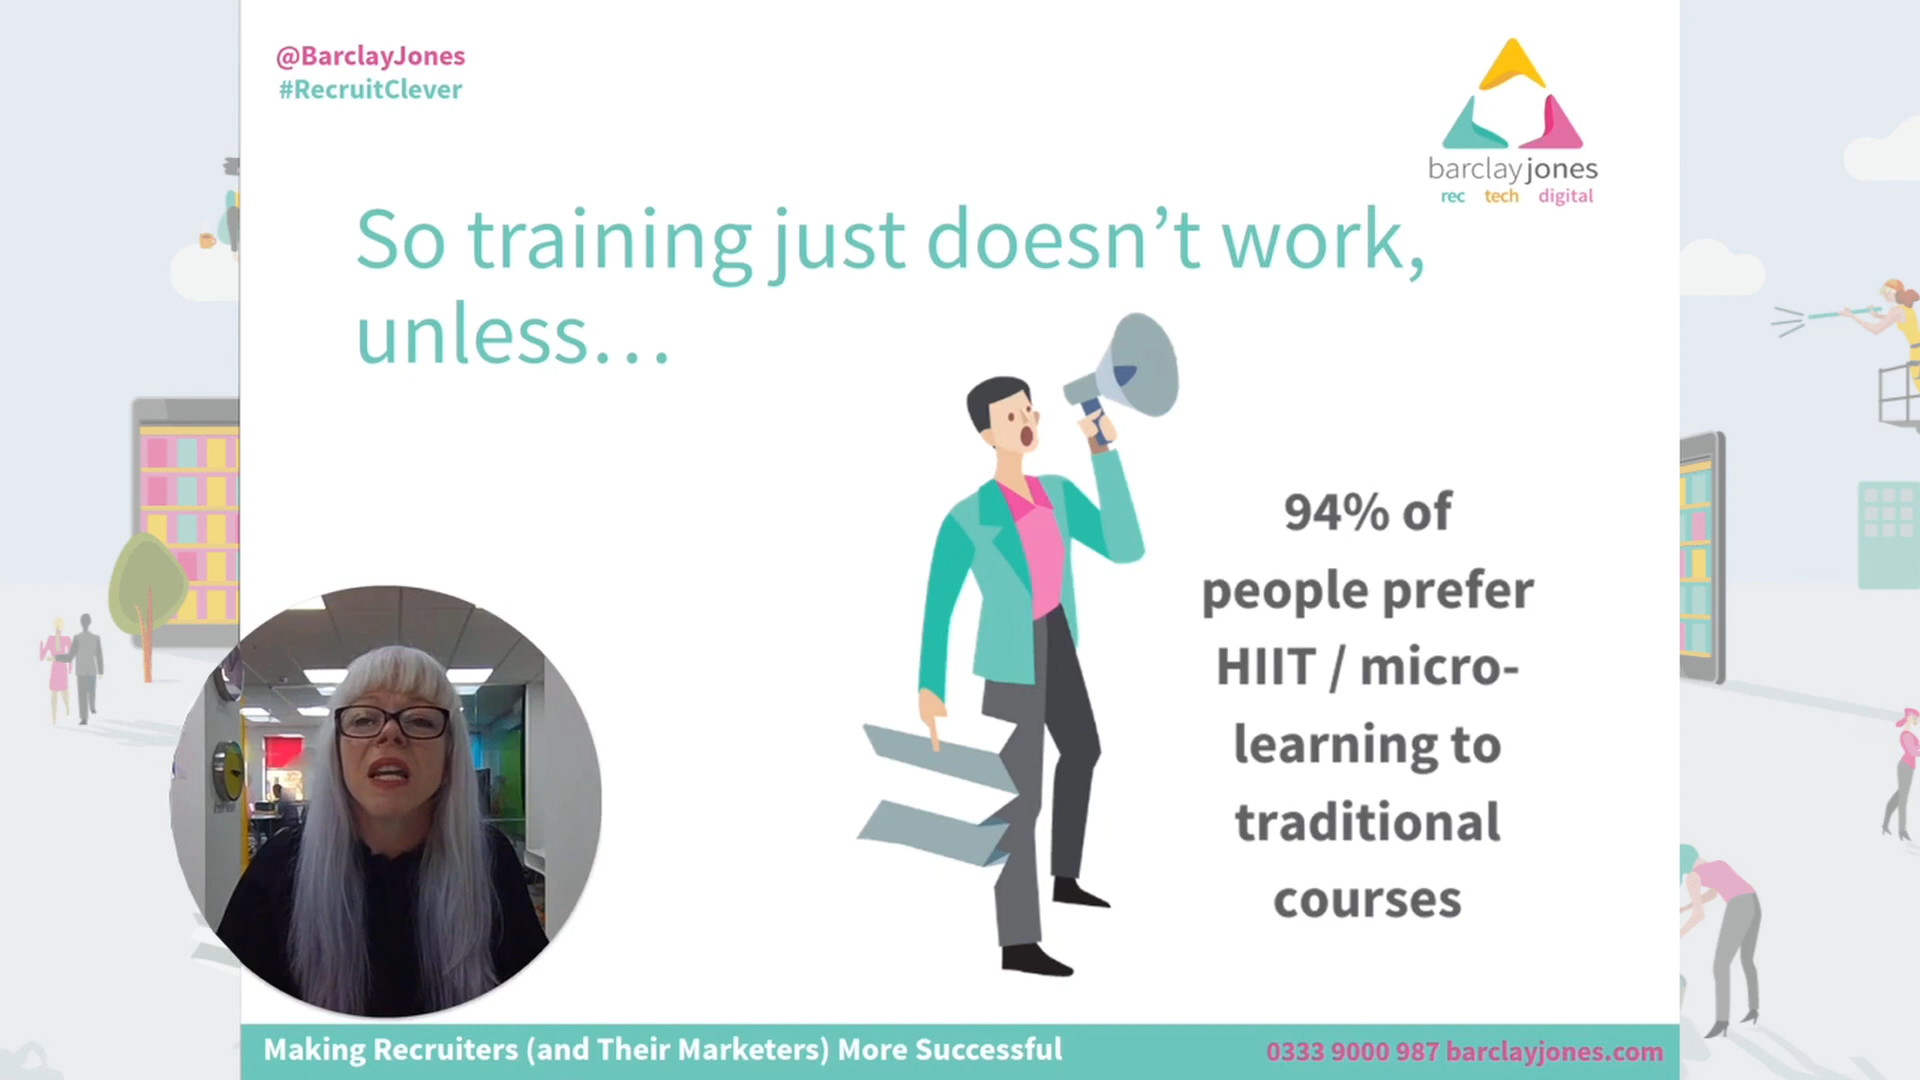 @BarclayJones
#RecruitClever
barclayjones
rec tech digital
So training just doesn’t work,
unless…
94% of
people prefer
HIIT / micro-
learning to
traditional
courses
Making Recruiters (and Their Marketers) More Successful
0333 9000 987 barclayjones.com